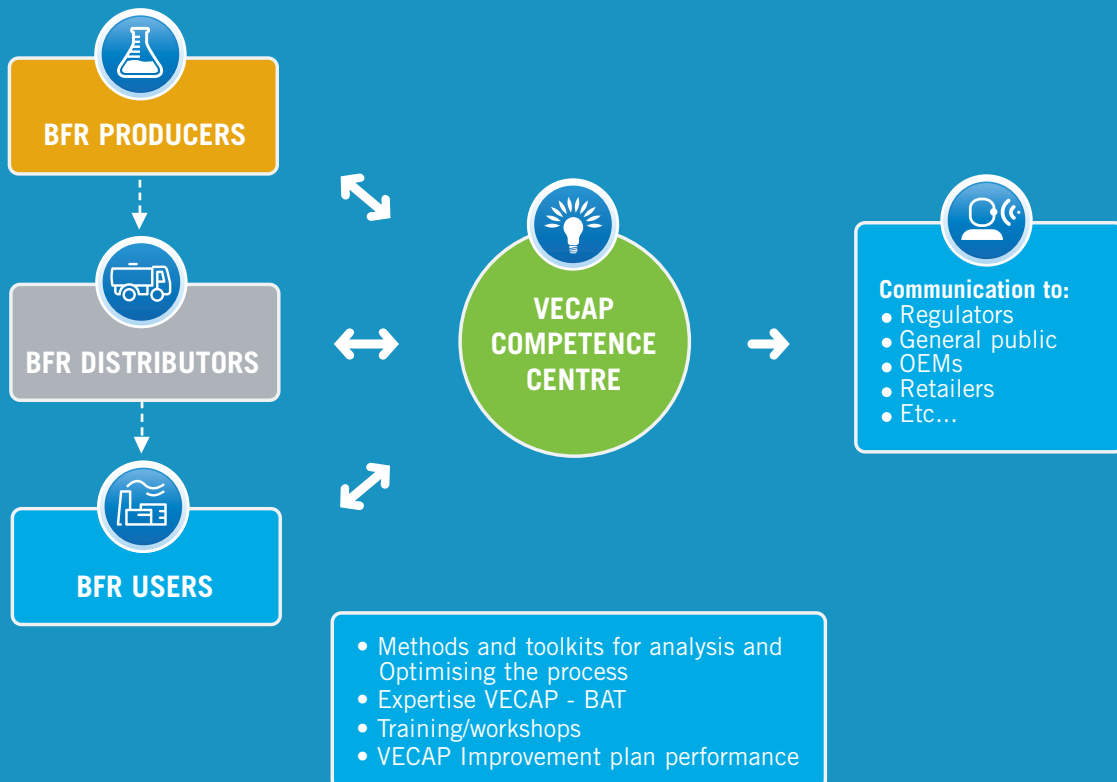 BFR PRODUCERS
BFR DISTRIBUTORS
BFR USERS
VECAP
COMPETENCE
CENTRE
Communication to:
• Regulators
• General public
• OEMs
• Retailers
• Etc...
• Methods and toolkits for analysis and
Optimising the process
• Expertise VECAP - BAT
• Training/workshops
• VECAP Improvement plan performance